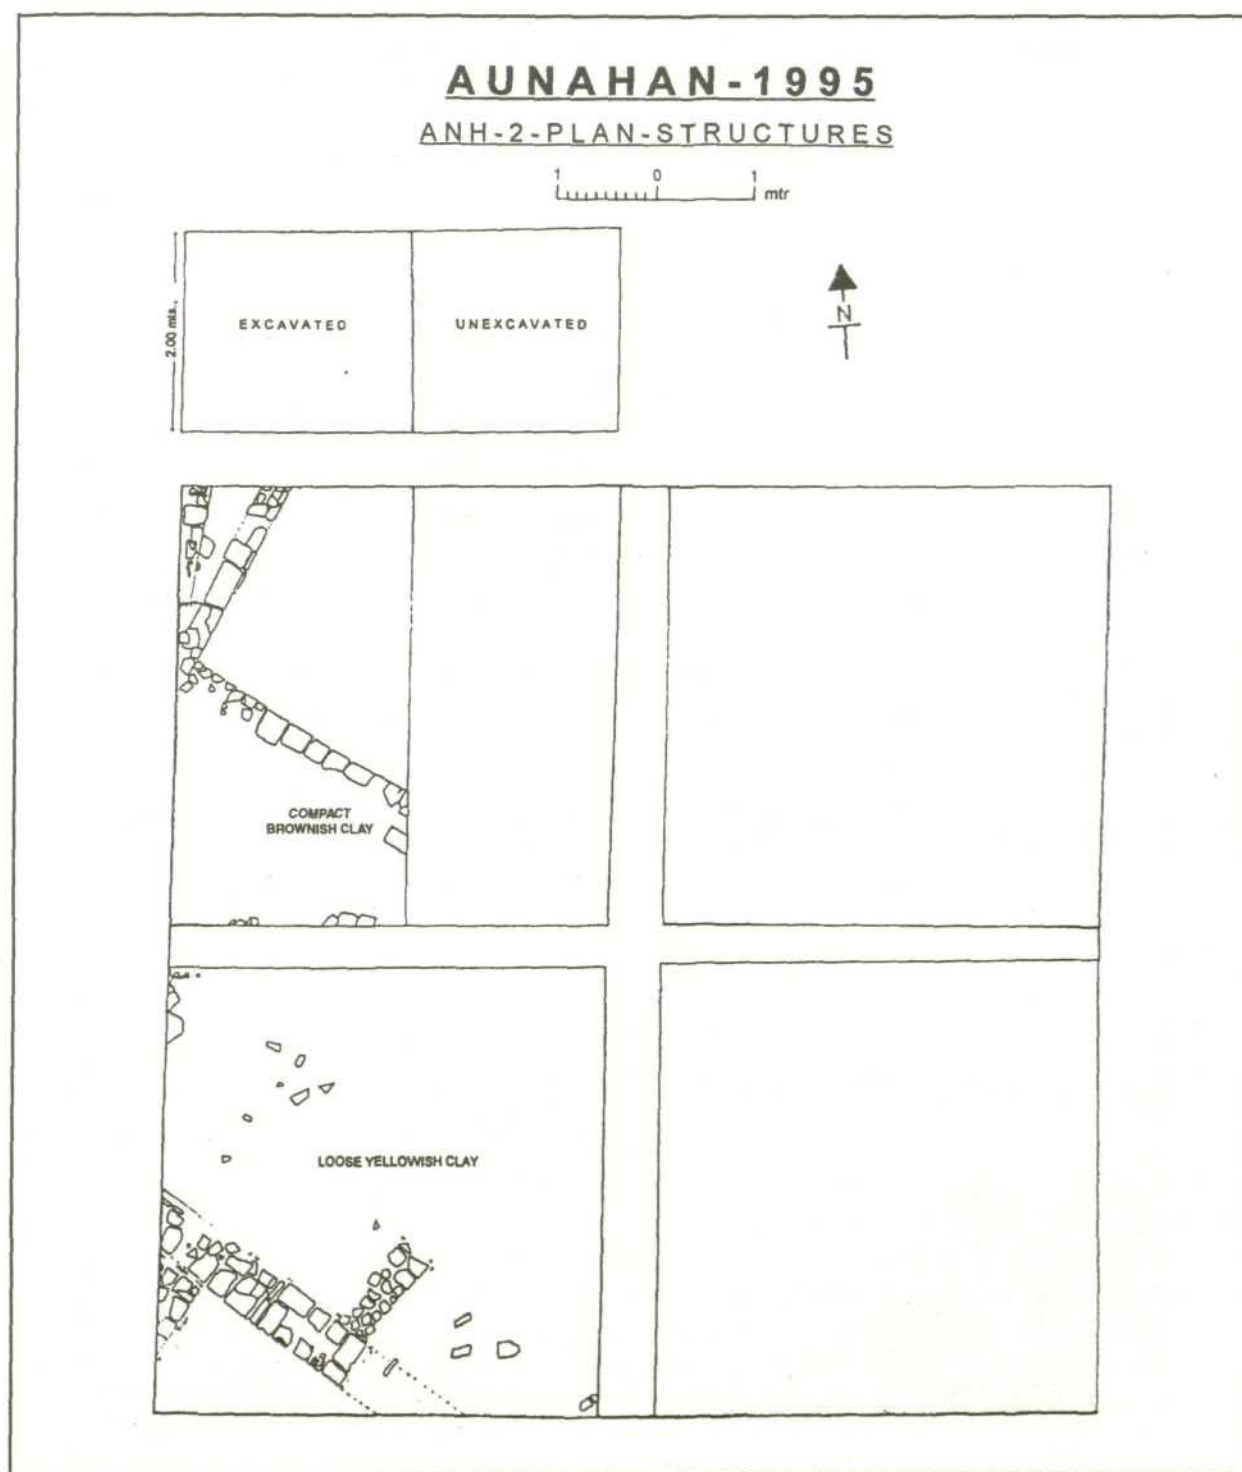 AUNAHAN-1995
ANH-2-PLAN-STRUCTURES
1 0 1 mtr
2.00 mts.
EXCAVATED
UNEXCAVATED
N
COMPACT
BROWNISH CLAY
LOOSE YELLOWISH CLAY